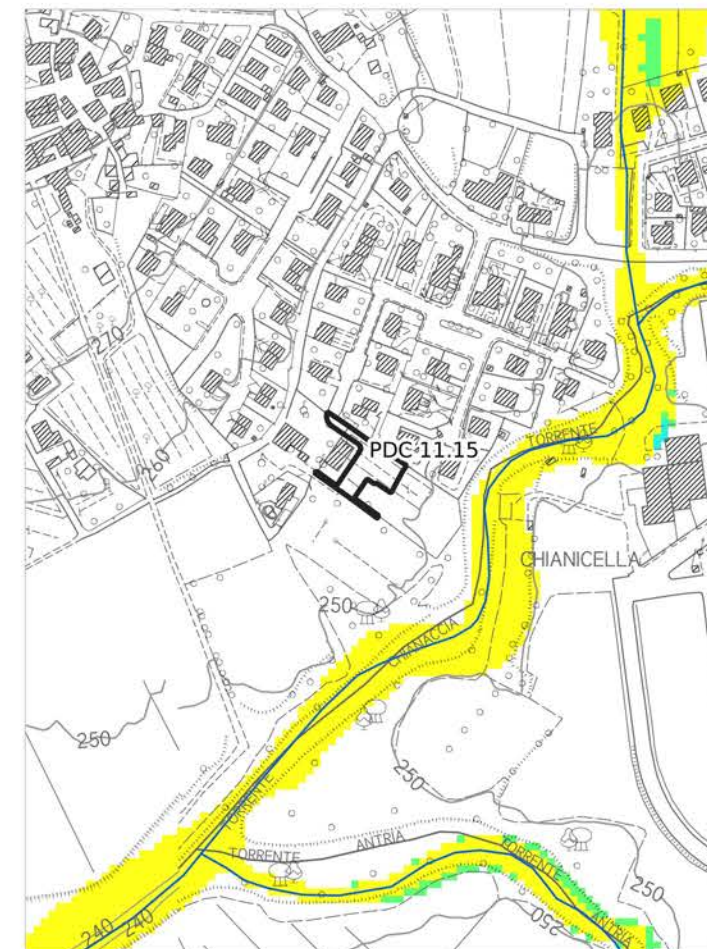 270
260
PDC 11.15
TORRENTE
CHIANICELLA
250
CHIANACCIA
250
250
TORRENTE
ANTRIA
TORRENTE
TORRENTE
250
250
ANTRIA
240
240